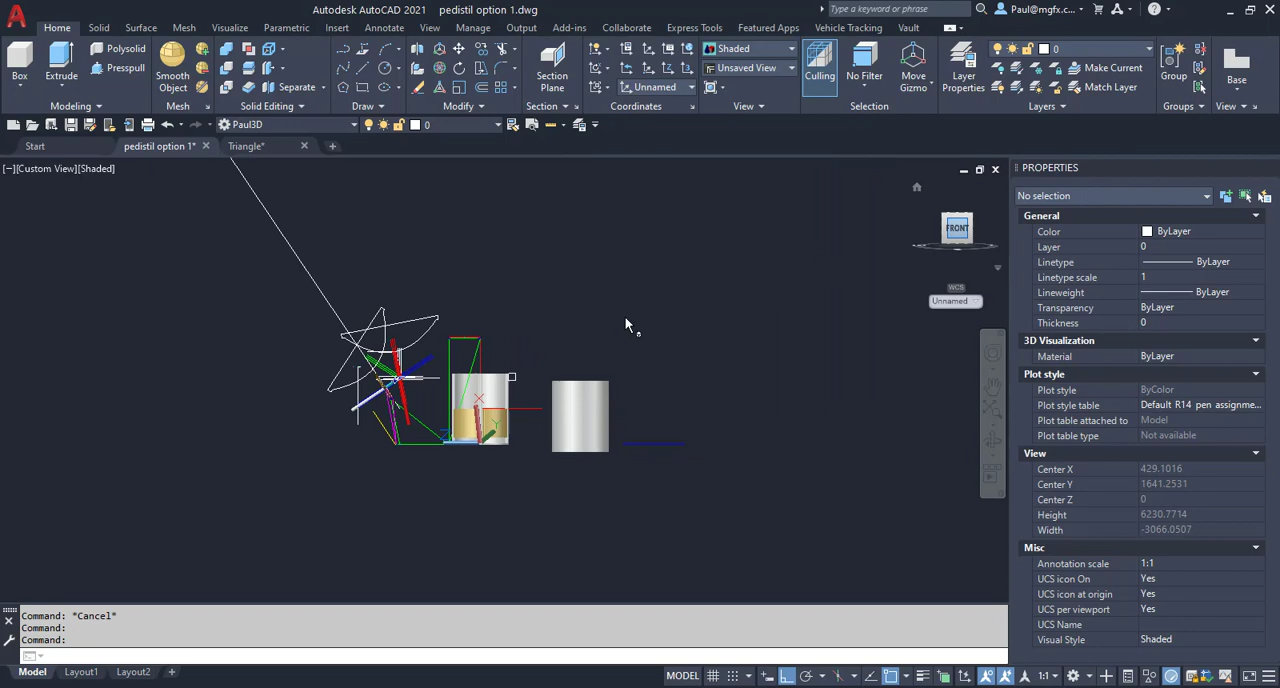 Autodesk AutoCAD 2021 pedistil option 1.dwg
Type a keyword or phrase
Paul@mgfx.c...
Home Solid Surface Mesh Visualize Parametric Insert Annotate View Manage Output Add-ins Collaborate Express Tools Featured Apps Vehicle Tracking Vault
Box
Extrude
Polysolid
Presspull
Modeling
Smooth
Object
Mesh
Separate
Solid Editing
Draw
Modify
Section
Plane
Section
Unnamed
Coordinates
Shaded
Unsaved View
View
Culling
No Filter
Move
Gizmo
Selection
Layer
Properties
0
Make Current
Match Layer
Layers
Group
Groups
Base
View
Paul3D
0
Start
pedistil option 1*
Triangle*
[−][Custom View][Shaded]
FRONT
WCS
Unnamed
X
Y
Z
PROPERTIES
No selection
General
Color ByLayer
Layer 0
Linetype ByLayer
Linetype scale 1
Lineweight ByLayer
Transparency ByLayer
Thickness 0
3D Visualization
Material ByLayer
Plot style
Plot style ByColor
Plot style table Default R14 pen assignme...
Plot table attached to Model
Plot table type Not available
View
Center X 429.1016
Center Y 1641.2531
Center Z 0
Height 6230.7714
Width -3066.0507
Misc
Annotation scale 1:1
UCS icon On Yes
UCS icon at origin Yes
UCS per viewport Yes
UCS Name
Visual Style Shaded
Command: *Cancel*
Command:
Command:
Model Layout1 Layout2
MODEL
1:1